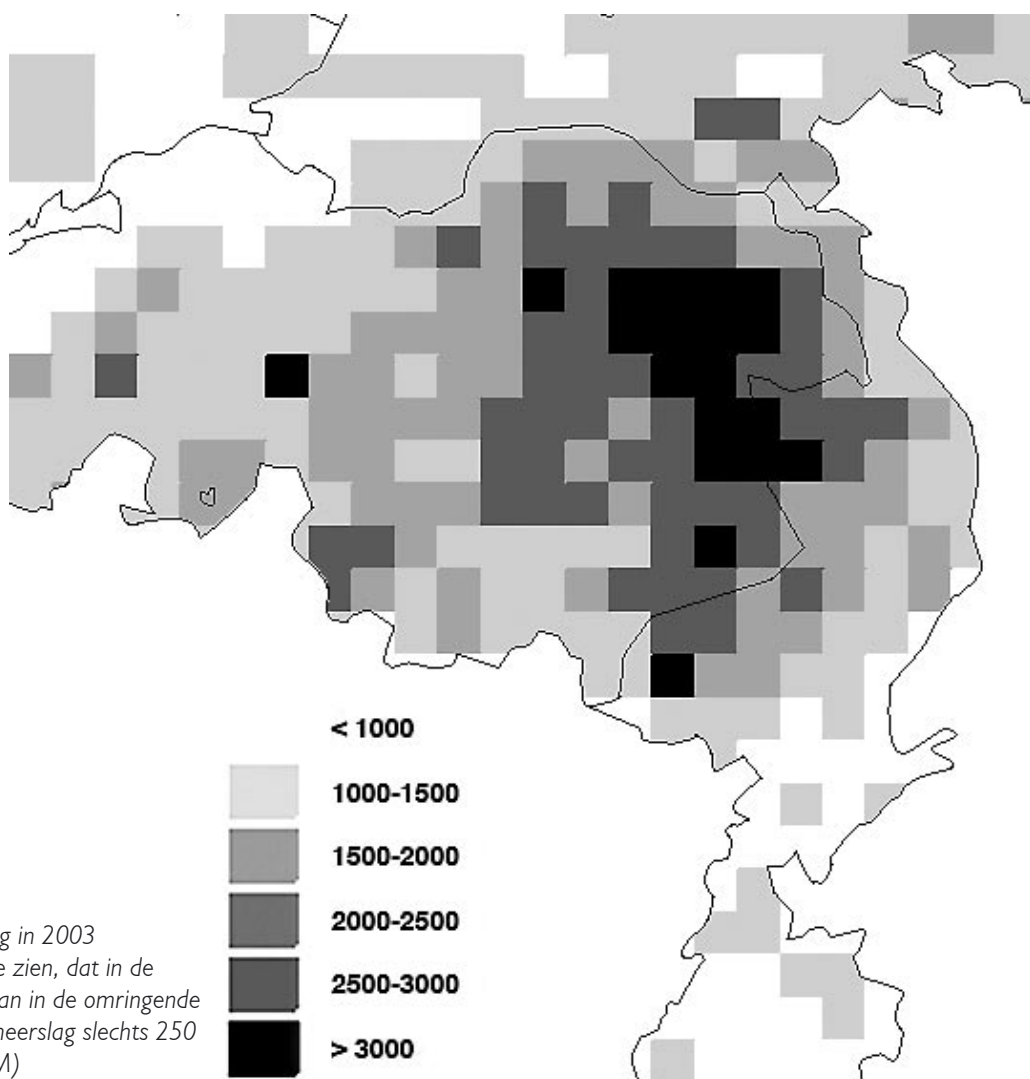 < 1000
1000-1500
1500-2000
2000-2500
2500-3000
> 3000
g in 2003
e zien, dat in de
an in de omringende
neerslag slechts 250
1)